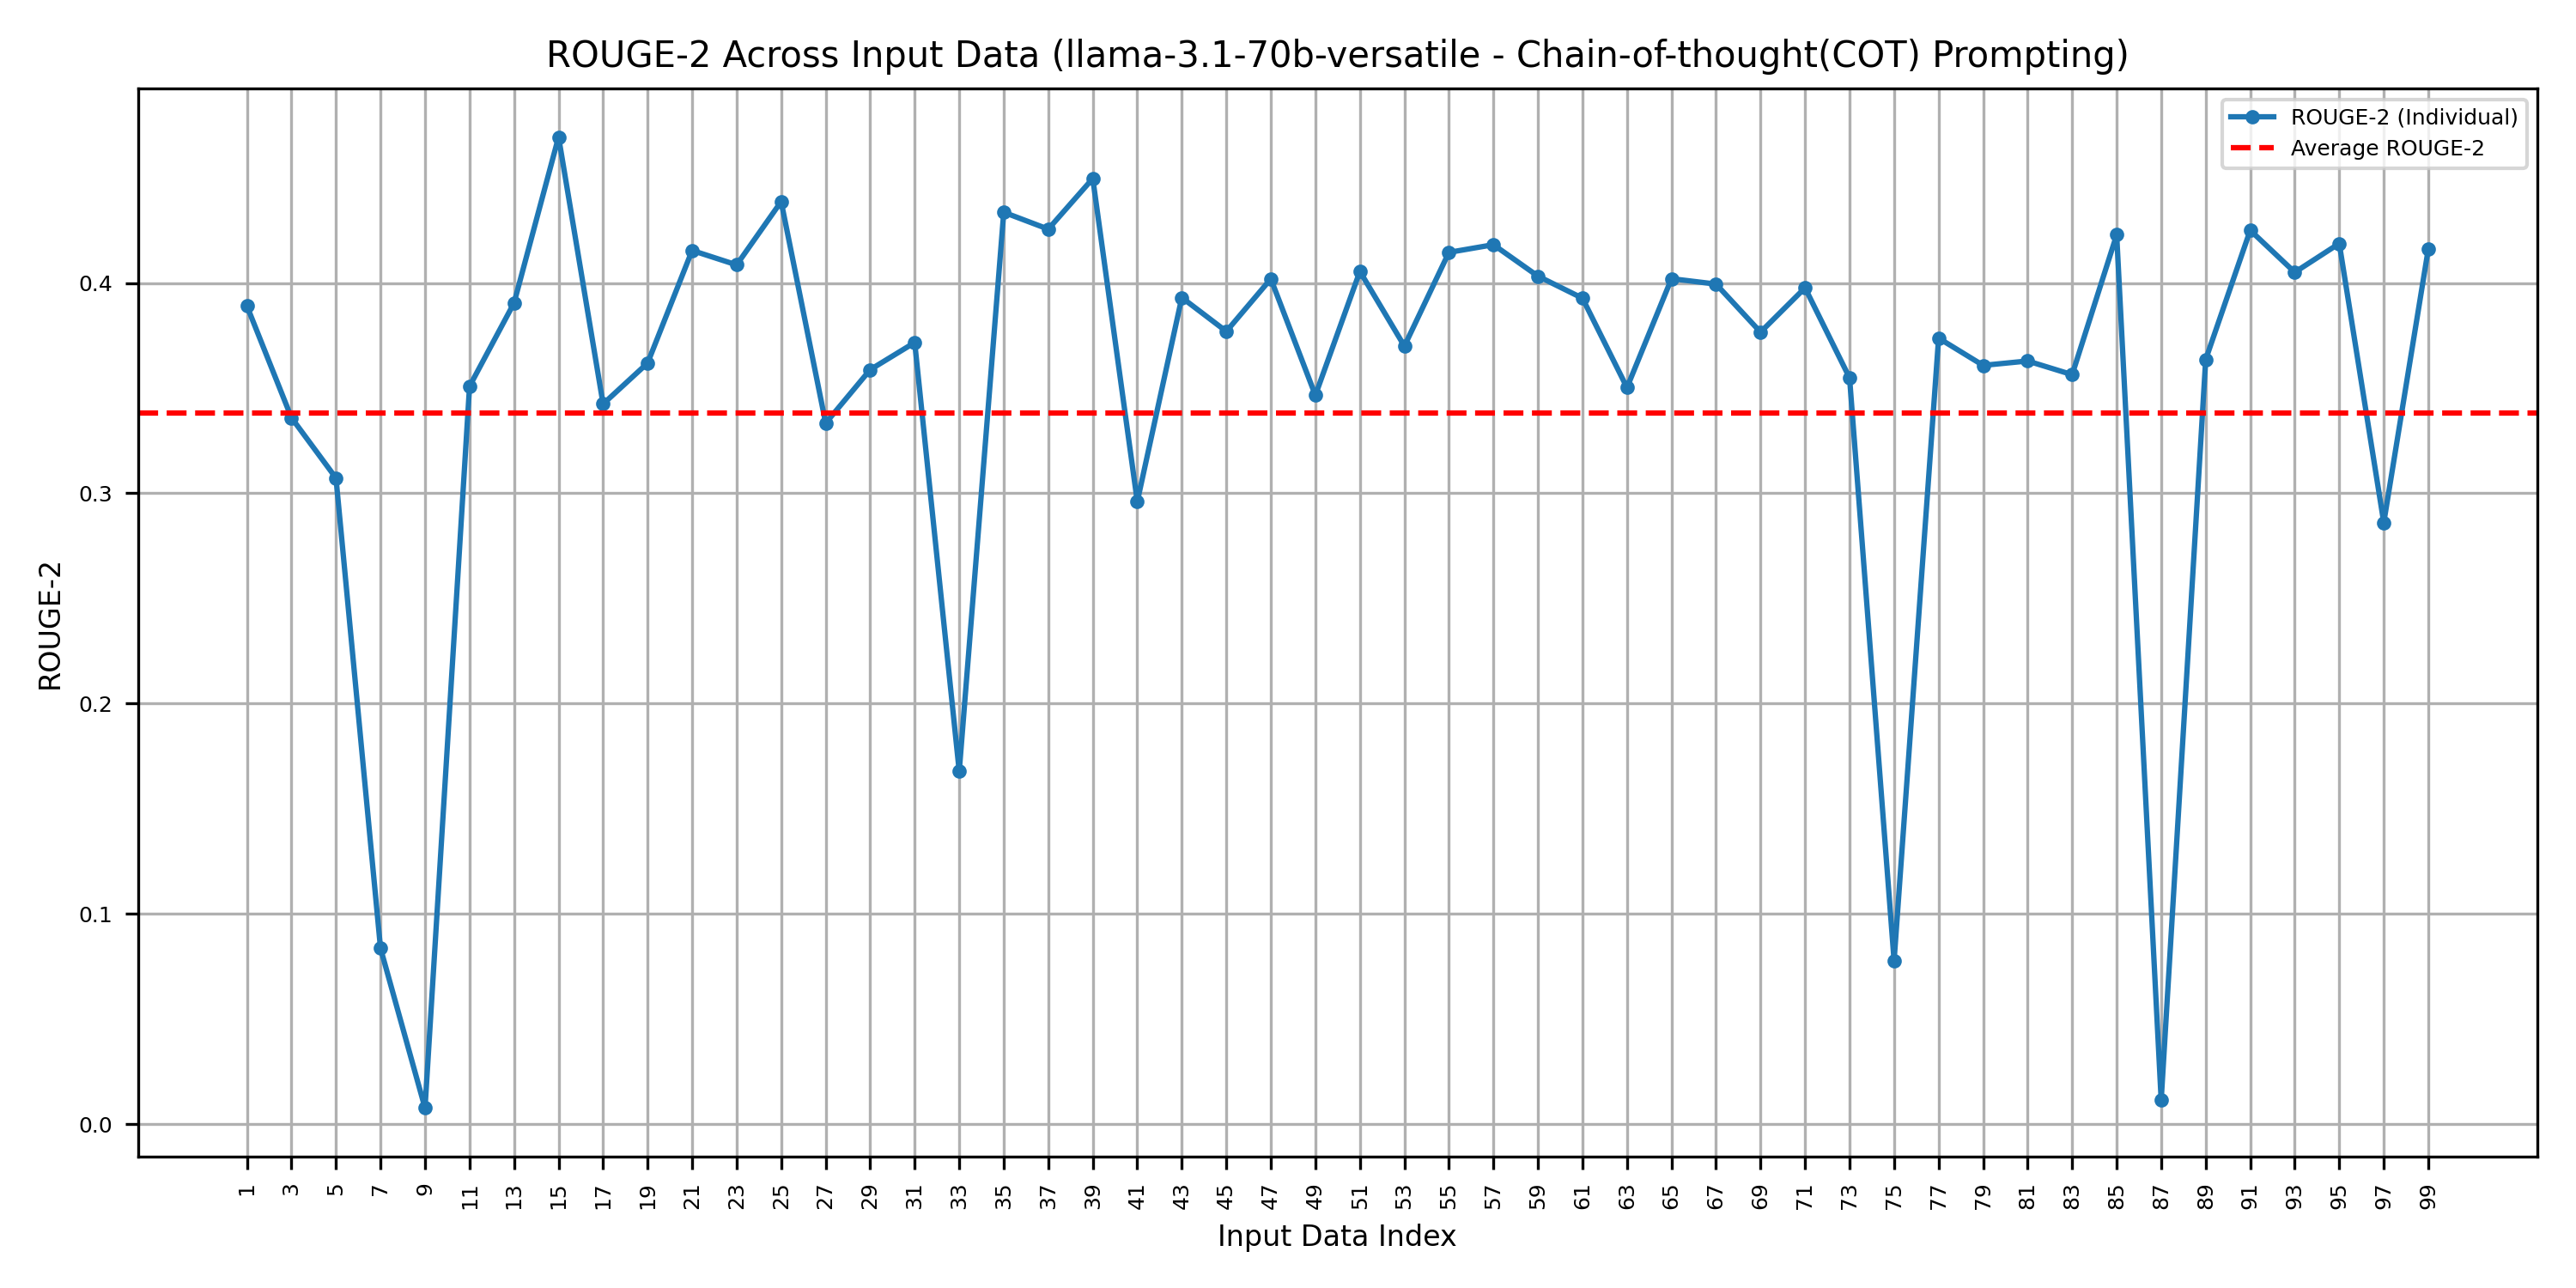 ROUGE-2 Across Input Data (llama-3.1-70b-versatile - Chain-of-thought(COT) Prompting)
ROUGE-2 (Individual)
Average ROUGE-2
ROUGE-2
0.4
0.3
0.2
0.1
0.0
1 3 5 7 9 11 13 15 17 19 21 23 25 27 29 31 33 35 37 39 41 43 45 47 49 51 53 55 57 59 61 63 65 67 69 71 73 75 77 79 81 83 85 87 89 91 93 95 97 99
Input Data Index